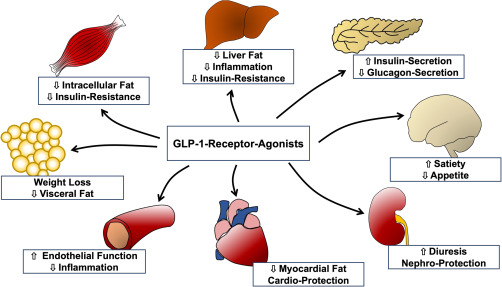 ⇩ Liver Fat
⇩ Inflammation
⇩ Insulin-Resistance
⇧ Insulin-Secretion
⇩ Glucagon-Secretion
⇩ Intracellular Fat
⇩ Insulin-Resistance
GLP-1-Receptor-Agonists
⇧ Satiety
⇩ Appetite
Weight Loss
⇩ Visceral Fat
⇧ Endothelial Function
⇩ Inflammation
⇩ Myocardial Fat
Cardio-Protection
⇧ Diuresis
Nephro-Protection